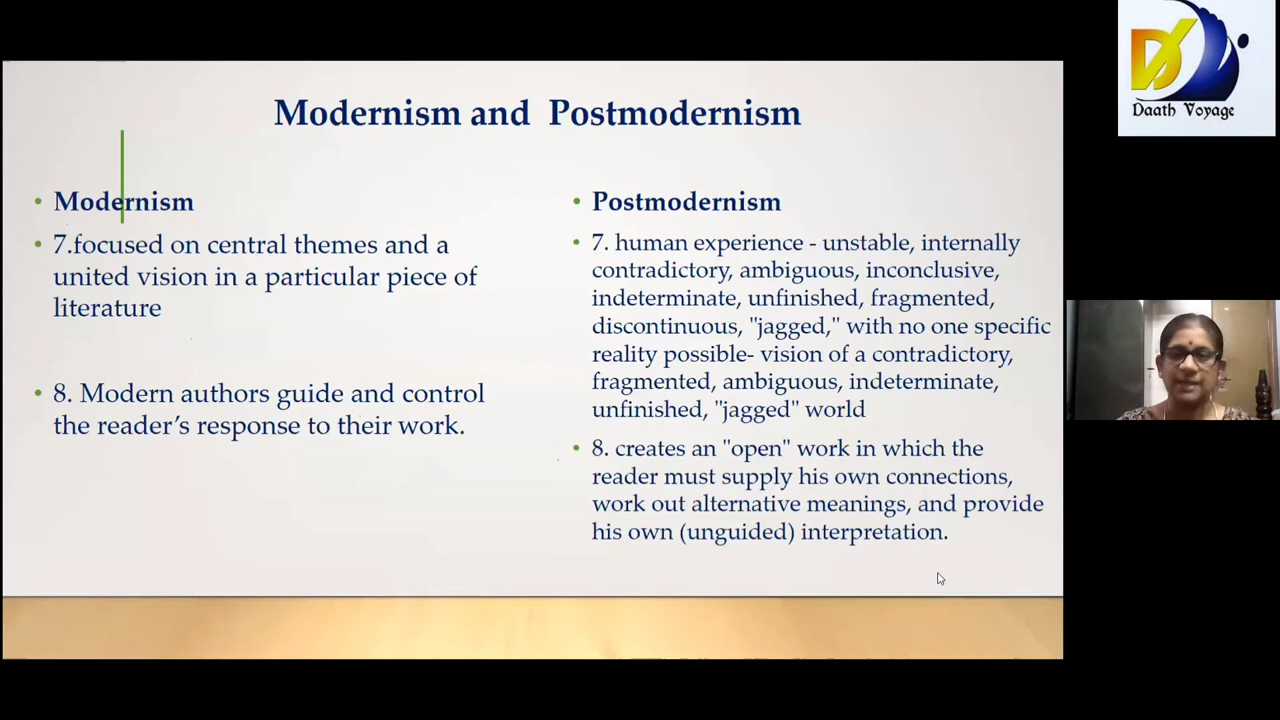 Modernism and Postmodernism
• Modernism
• 7.focused on central themes and a
united vision in a particular piece of
literature
• 8. Modern authors guide and control
the reader's response to their work.
• Postmodernism
• 7. human experience - unstable, internally
contradictory, ambiguous, inconclusive,
indeterminate, unfinished, fragmented,
discontinuous, "jagged," with no one specific
reality possible- vision of a contradictory,
fragmented, ambiguous, indeterminate,
unfinished, "jagged" world
• 8. creates an "open" work in which the
reader must supply his own connections,
work out alternative meanings, and provide
his own (unguided) interpretation.
DV
Daath Voyage